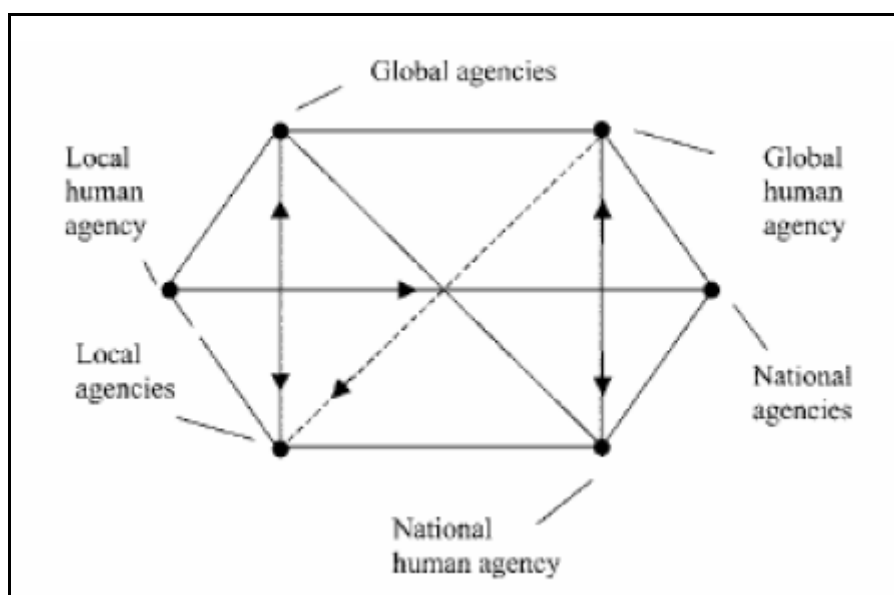 Global agencies
Local
human
agency
Global
human
agency
Local
agencies
National
agencies
National
human agency